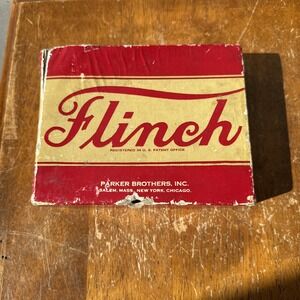 Flinch
REGISTERED IN U.S. PATENT OFFICE
PARKER BROTHERS, INC.
SALEM, MASS., NEW YORK, CHICAGO.